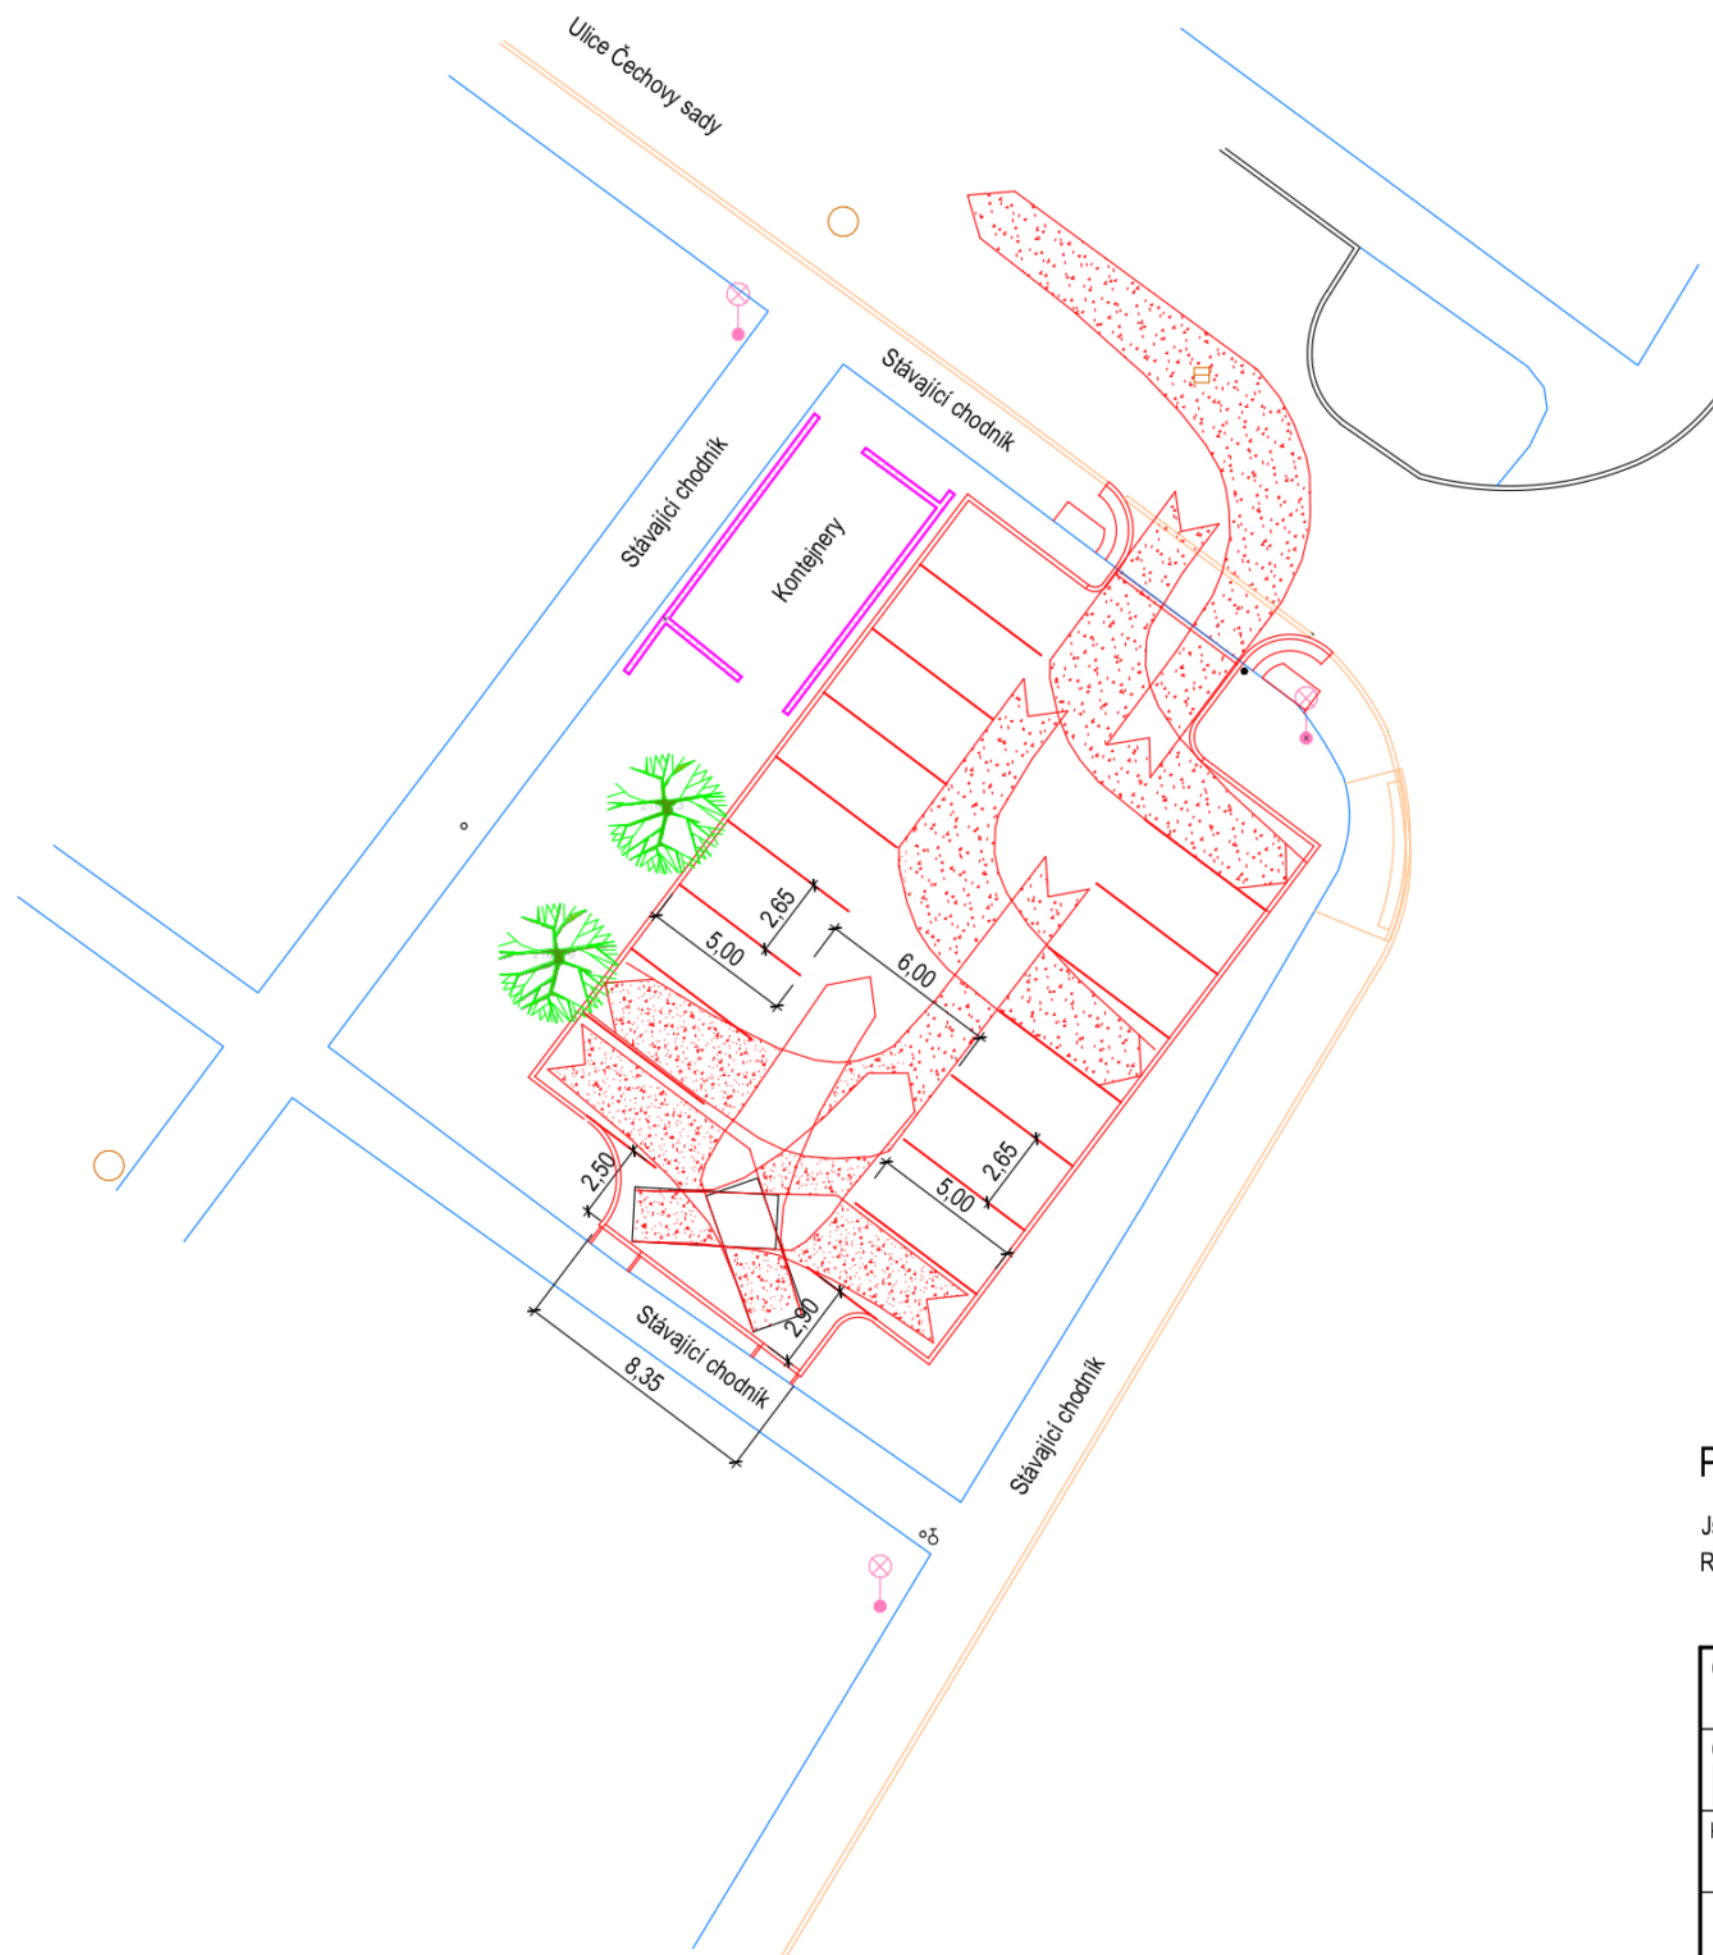 Ulice Čechovy sady
Stávající chodník
Stávající chodník
Kontejnery
2,65
5,00
6,00
2,65
5,00
2,50
2,90
Stávající chodník
8,35
Stávající chodník